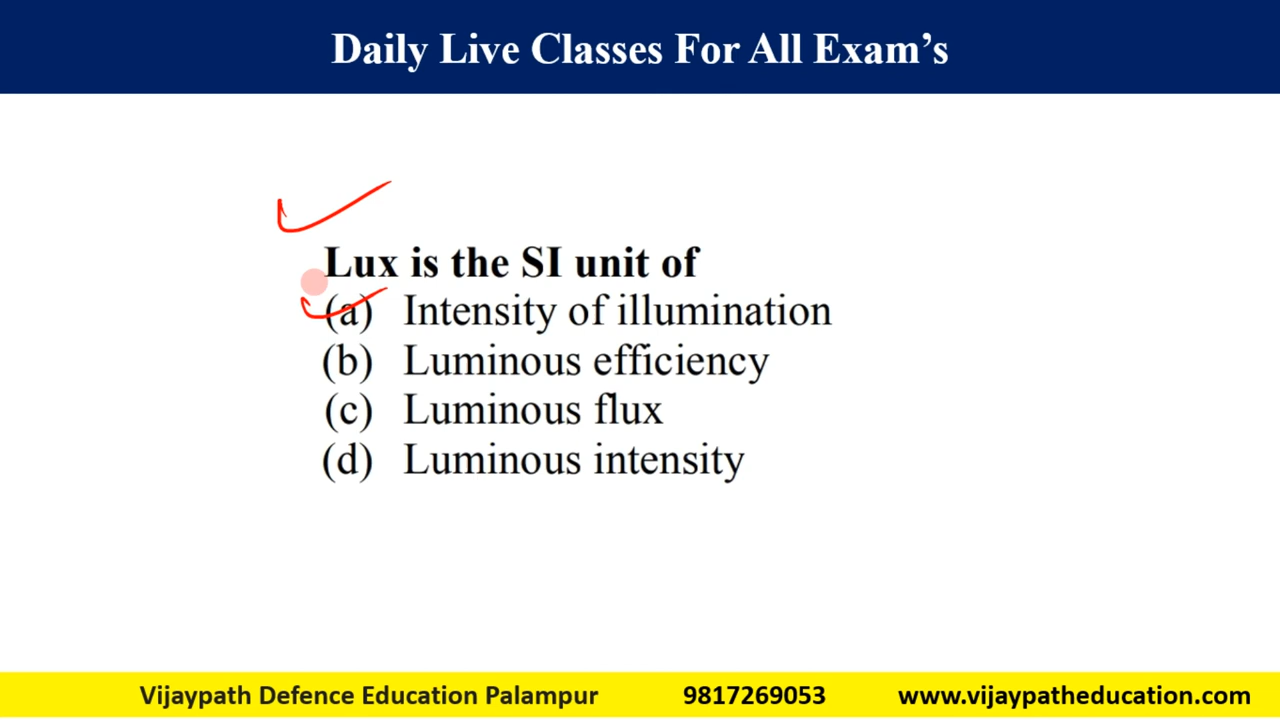 Daily Live Classes For All Exam’s
Lux is the SI unit of
(a) Intensity of illumination
(b) Luminous efficiency
(c) Luminous flux
(d) Luminous intensity
Vijaypath Defence Education Palampur 9817269053 www.vijaypatheducation.com